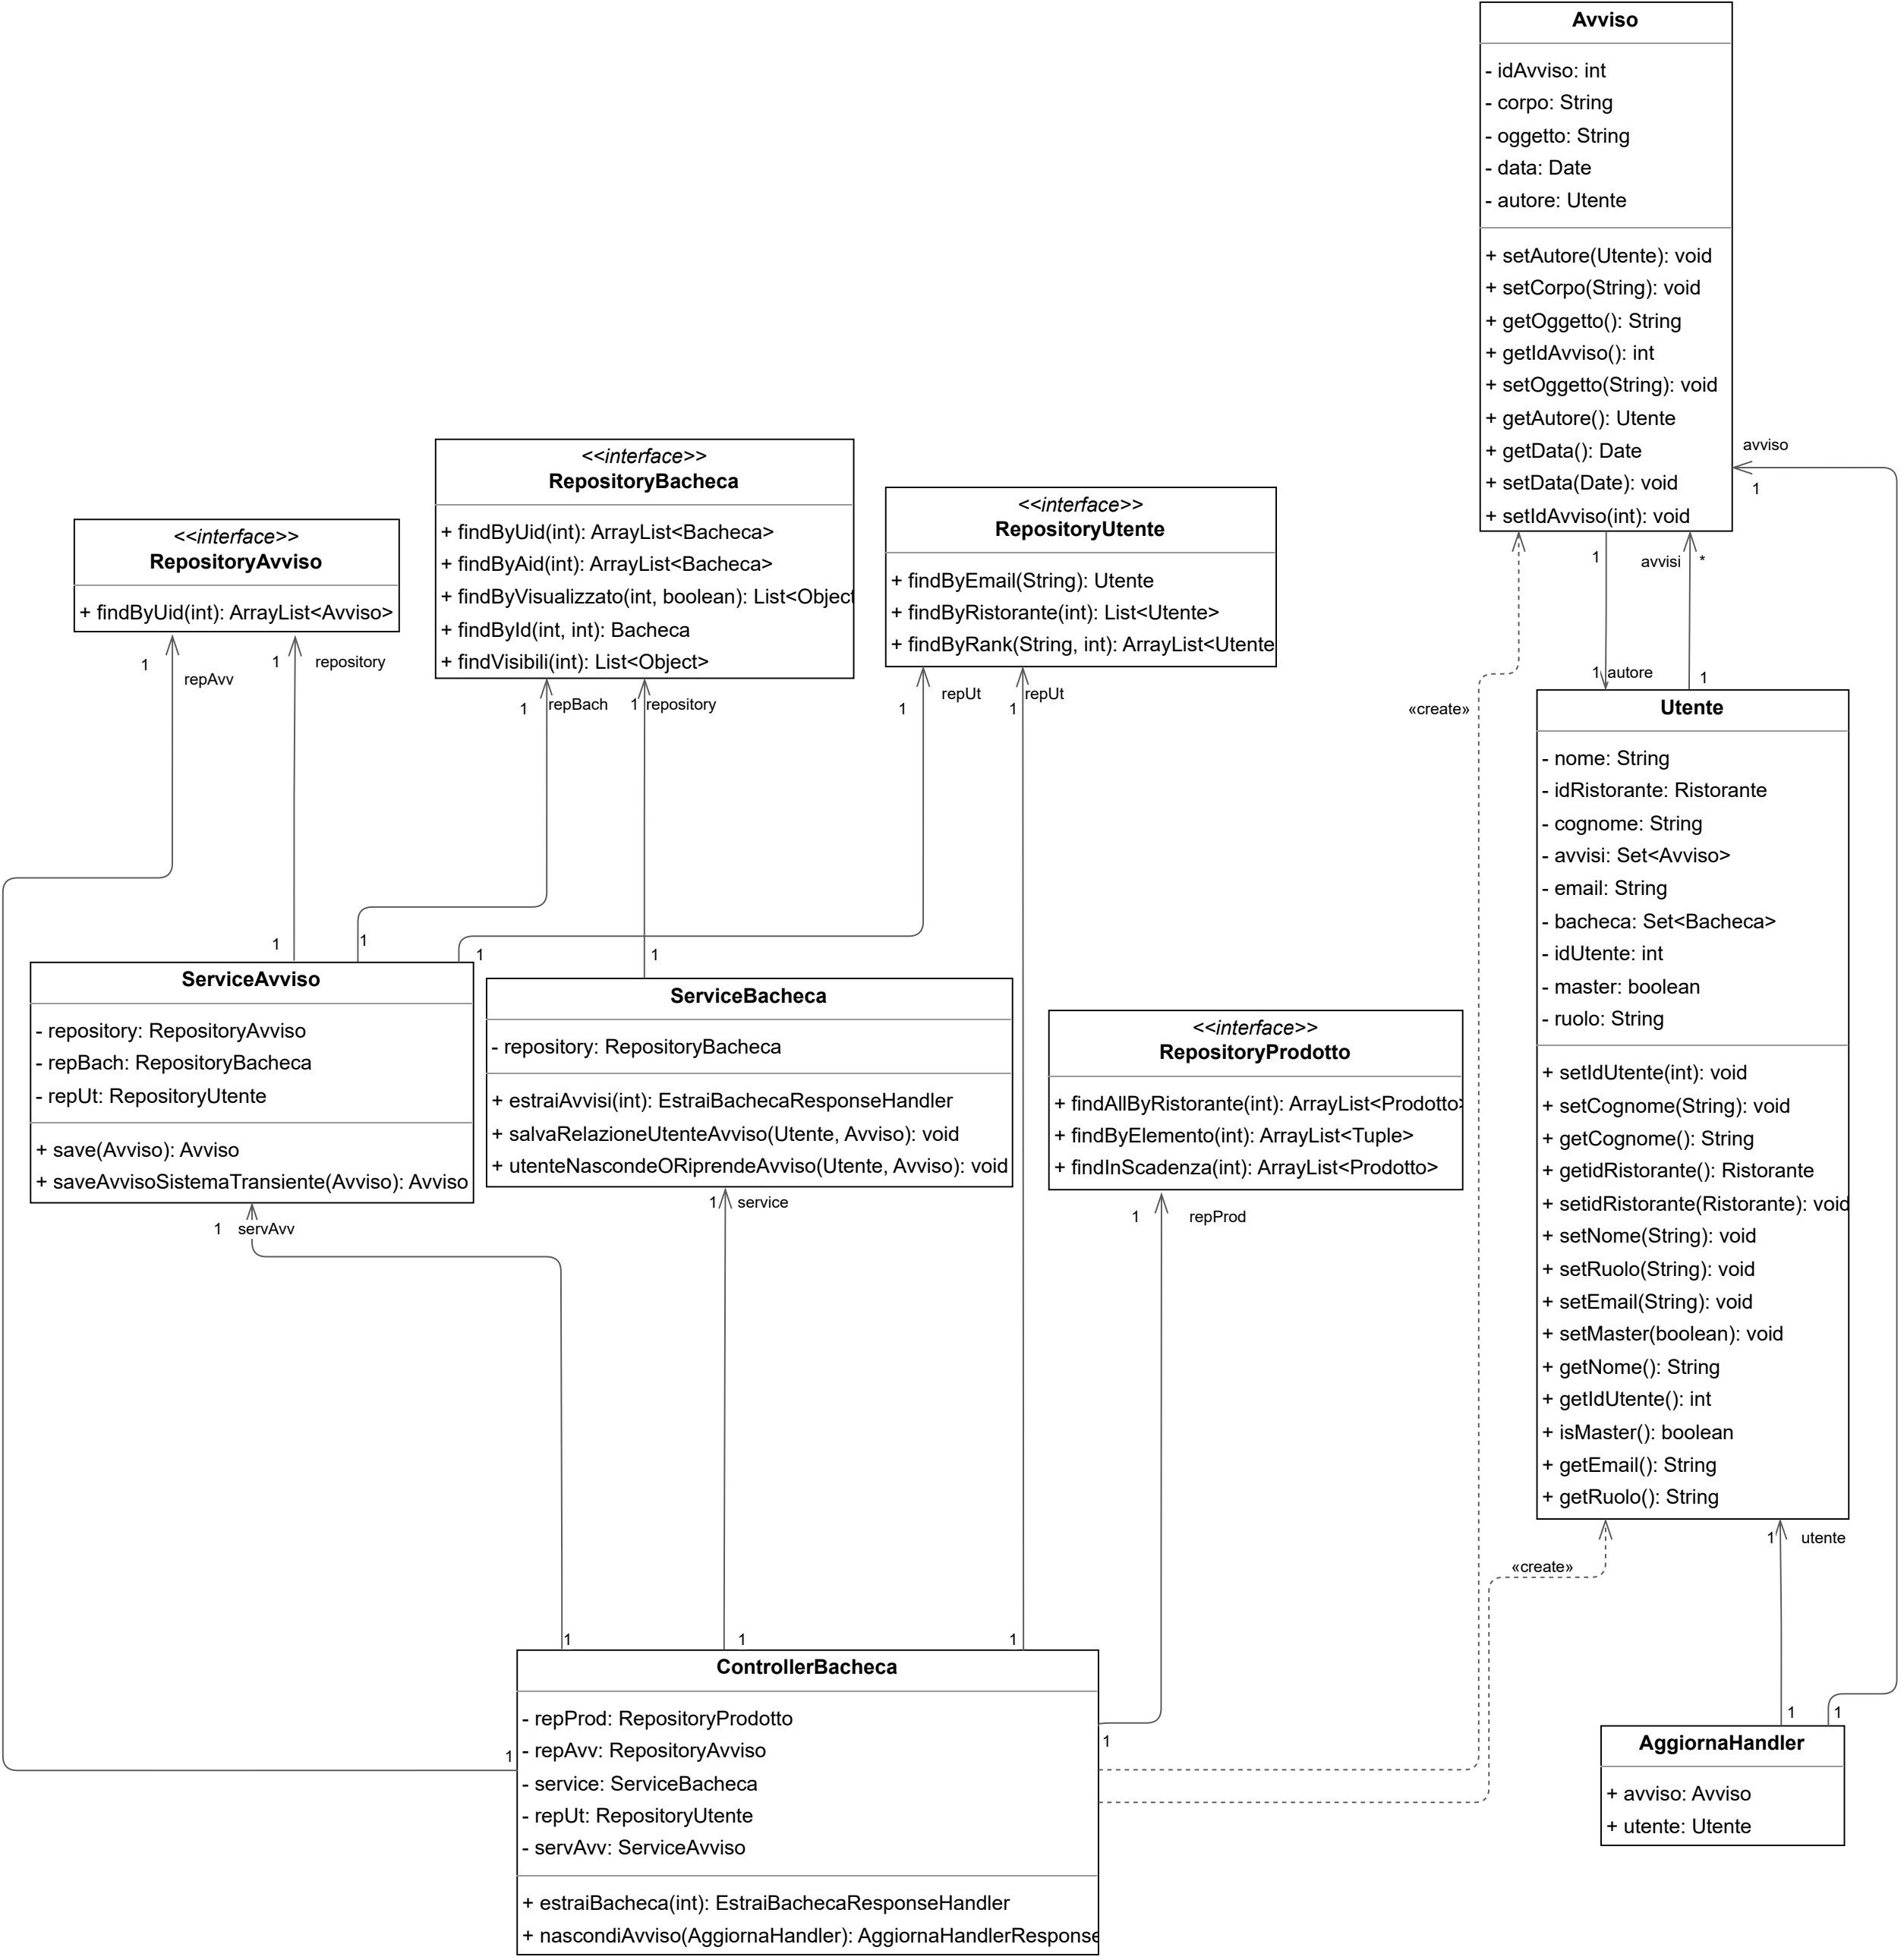 Avviso
- idAvviso: int
- corpo: String
- oggetto: String
- data: Date
- autore: Utente
+ setAutore(Utente): void
+ setCorpo(String): void
+ getOggetto(): String
+ getIdAvviso(): int
+ setOggetto(String): void
+ getAutore(): Utente
+ getData(): Date
+ setData(Date): void
+ setIdAvviso(int): void
avviso
1
<<interface>>
RepositoryBacheca
+ findByUid(int): ArrayList<Bacheca>
+ findByAid(int): ArrayList<Bacheca>
+ findByVisualizzato(int, boolean): List<Object
+ findById(int, int): Bacheca
+ findVisibili(int): List<Object>
<<interface>>
RepositoryUtente
+ findByEmail(String): Utente
+ findByRistorante(int): List<Utente>
+ findByRank(String, int): ArrayList<Utente
<<interface>>
RepositoryAvviso
+ findByUid(int): ArrayList<Avviso>
1
repAvv
1
repository
1
repBach
1
repository
1
repUt
1
repUt
«create»
1
avvisi
*
1
autore
1
Utente
- nome: String
- idRistorante: Ristorante
- cognome: String
- avvisi: Set<Avviso>
- email: String
- bacheca: Set<Bacheca>
- idUtente: int
- master: boolean
- ruolo: String
+ setIdUtente(int): void
+ setCognome(String): void
+ getCognome(): String
+ getidRistorante(): Ristorante
+ setidRistorante(Ristorante): void
+ setNome(String): void
+ setRuolo(String): void
+ setEmail(String): void
+ setMaster(boolean): void
+ getNome(): String
+ getIdUtente(): int
+ isMaster(): boolean
+ getEmail(): String
+ getRuolo(): String
1
1
1
1
ServiceAvviso
- repository: RepositoryAvviso
- repBach: RepositoryBacheca
- repUt: RepositoryUtente
+ save(Avviso): Avviso
+ saveAvvisoSistemaTransiente(Avviso): Avviso
ServiceBacheca
- repository: RepositoryBacheca
+ estraiAvvisi(int): EstraiBachecaResponseHandler
+ salvaRelazioneUtenteAvviso(Utente, Avviso): void
+ utenteNascondeORiprendeAvviso(Utente, Avviso): void
<<interface>>
RepositoryProdotto
+ findAllByRistorante(int): ArrayList<Prodotto>
+ findByElemento(int): ArrayList<Tuple>
+ findInScadenza(int): ArrayList<Prodotto>
1
servAvv
1
service
1
repProd
«create»
1
utente
1
1
1
1
1
ControllerBacheca
- repProd: RepositoryProdotto
- repAvv: RepositoryAvviso
- service: ServiceBacheca
- repUt: RepositoryUtente
- servAvv: ServiceAvviso
+ estraiBacheca(int): EstraiBachecaResponseHandler
+ nascondiAvviso(AggiornaHandler): AggiornaHandlerResponse
1
1
1
AggiornaHandler
+ avviso: Avviso
+ utente: Utente